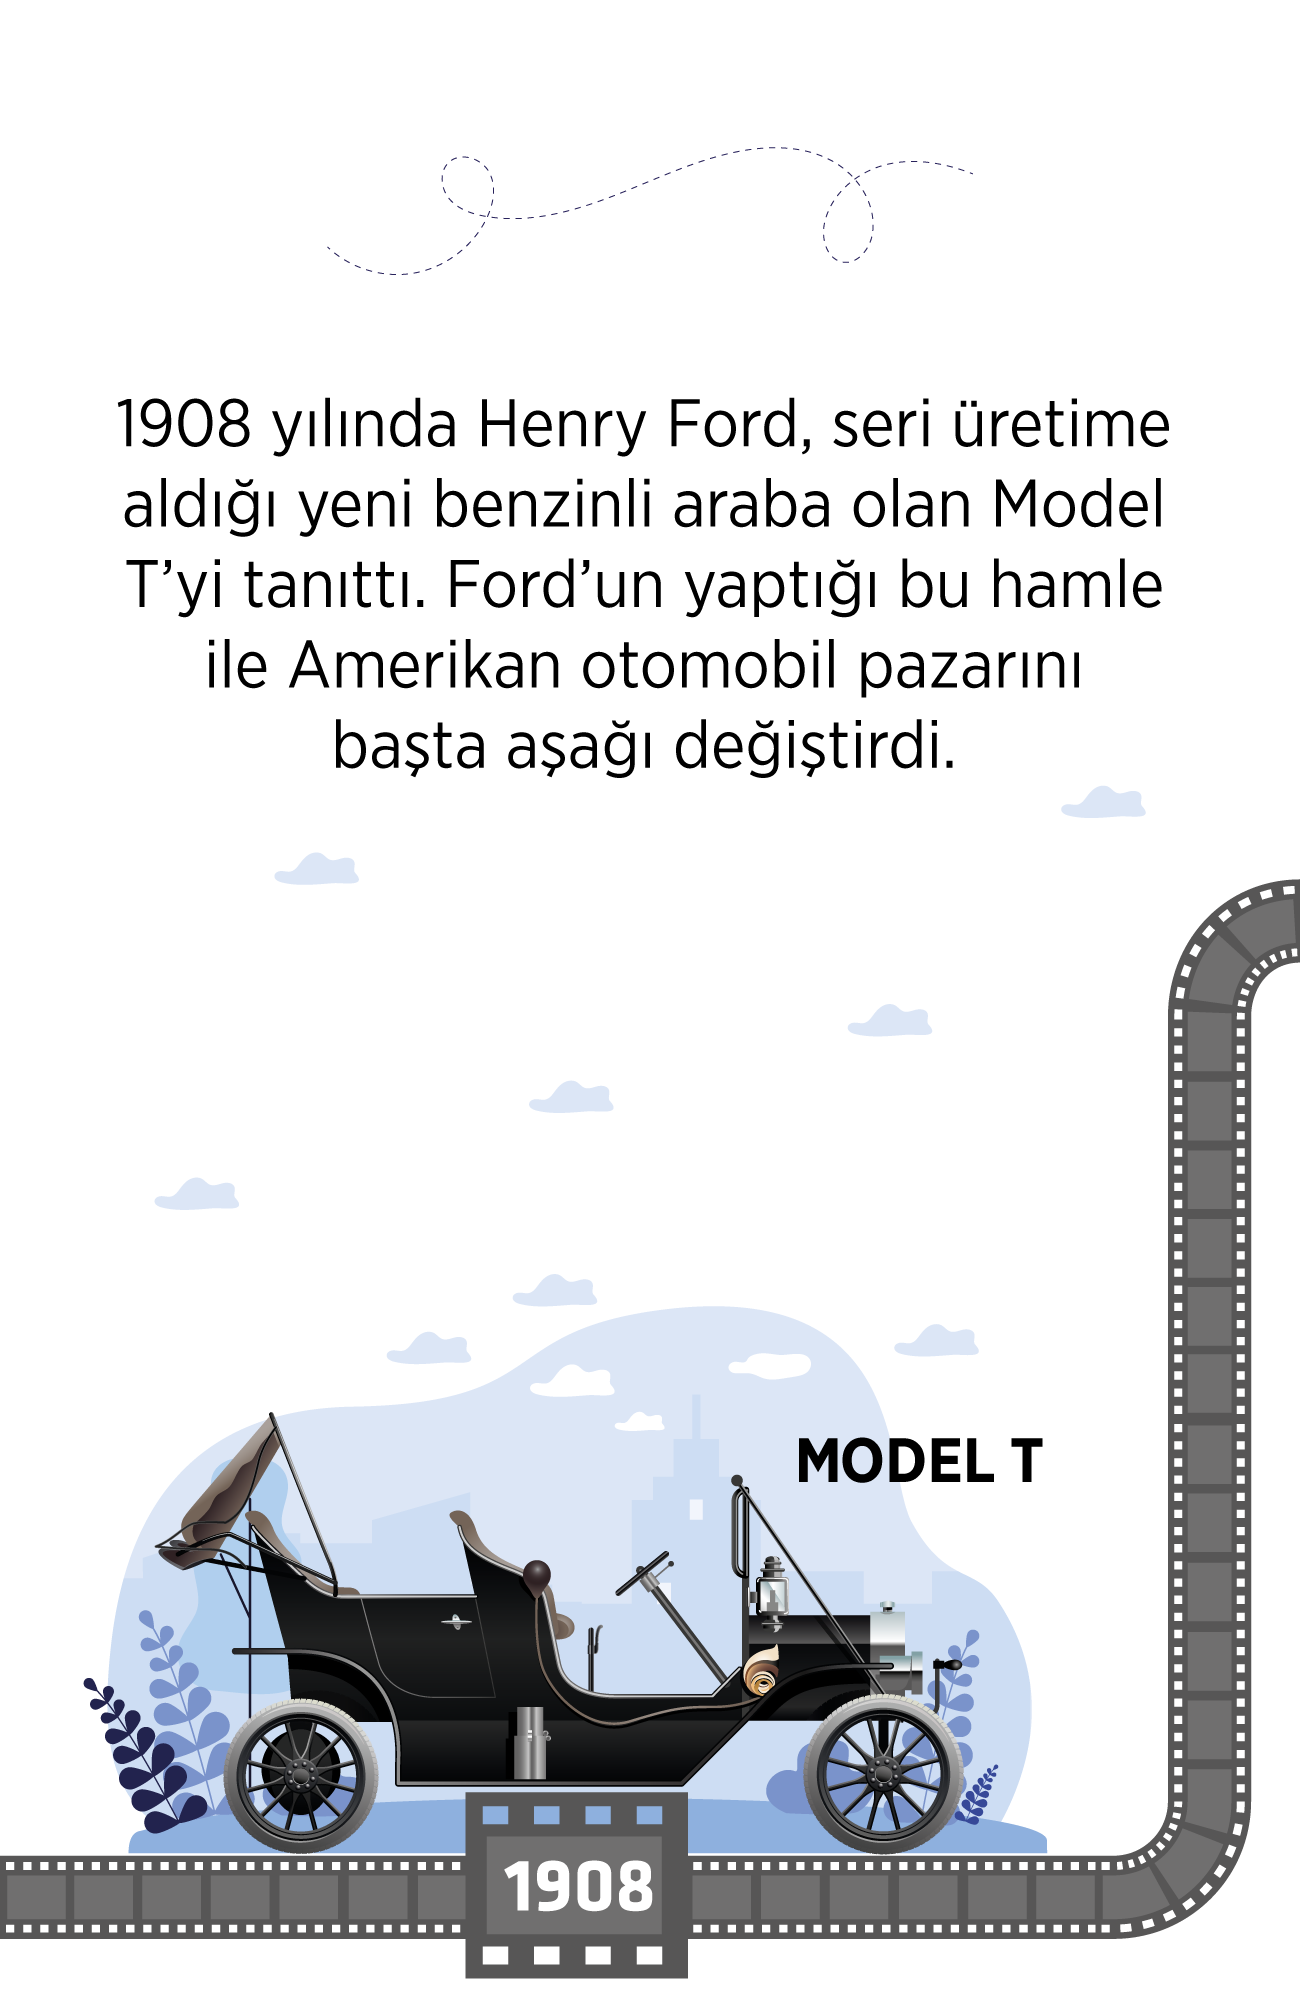 1908 yılında Henry Ford, seri üretime
aldığı yeni benzinli araba olan Model
T’yi tanıttı. Ford’un yaptığı bu hamle
ile Amerikan otomobil pazarını
başta aşağı değiştirdi.
MODEL T
1908